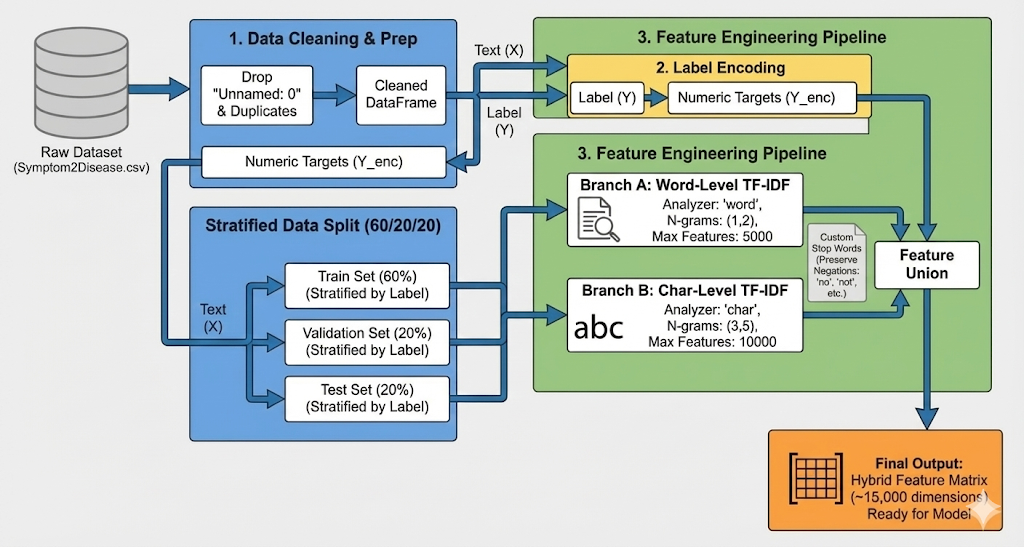 Raw Dataset
(Symptom2Disease.csv)
1. Data Cleaning & Prep
Drop
"Unnamed: 0"
& Duplicates
Cleaned
DataFrame
Numeric Targets (Y_enc)
Text (X)
Label
(Y)
3. Feature Engineering Pipeline
2. Label Encoding
Label (Y)
Numeric Targets (Y_enc)
Stratified Data Split (60/20/20)
Text
(X)
Train Set (60%)
(Stratified by Label)
Validation Set (20%)
(Stratified by Label)
Test Set (20%)
(Stratified by Label)
3. Feature Engineering Pipeline
Branch A: Word-Level TF-IDF
Analyzer: 'word',
N-grams: (1,2),
Max Features: 5000
Branch B: Char-Level TF-IDF
abc
Analyzer: 'char',
N-grams: (3,5),
Max Features: 10000
Custom
Stop Words
(Preserve
Negations:
'no', 'not',
etc.)
Feature
Union
Final Output:
Hybrid Feature Matrix
(~15,000 dimensions)
Ready for Model